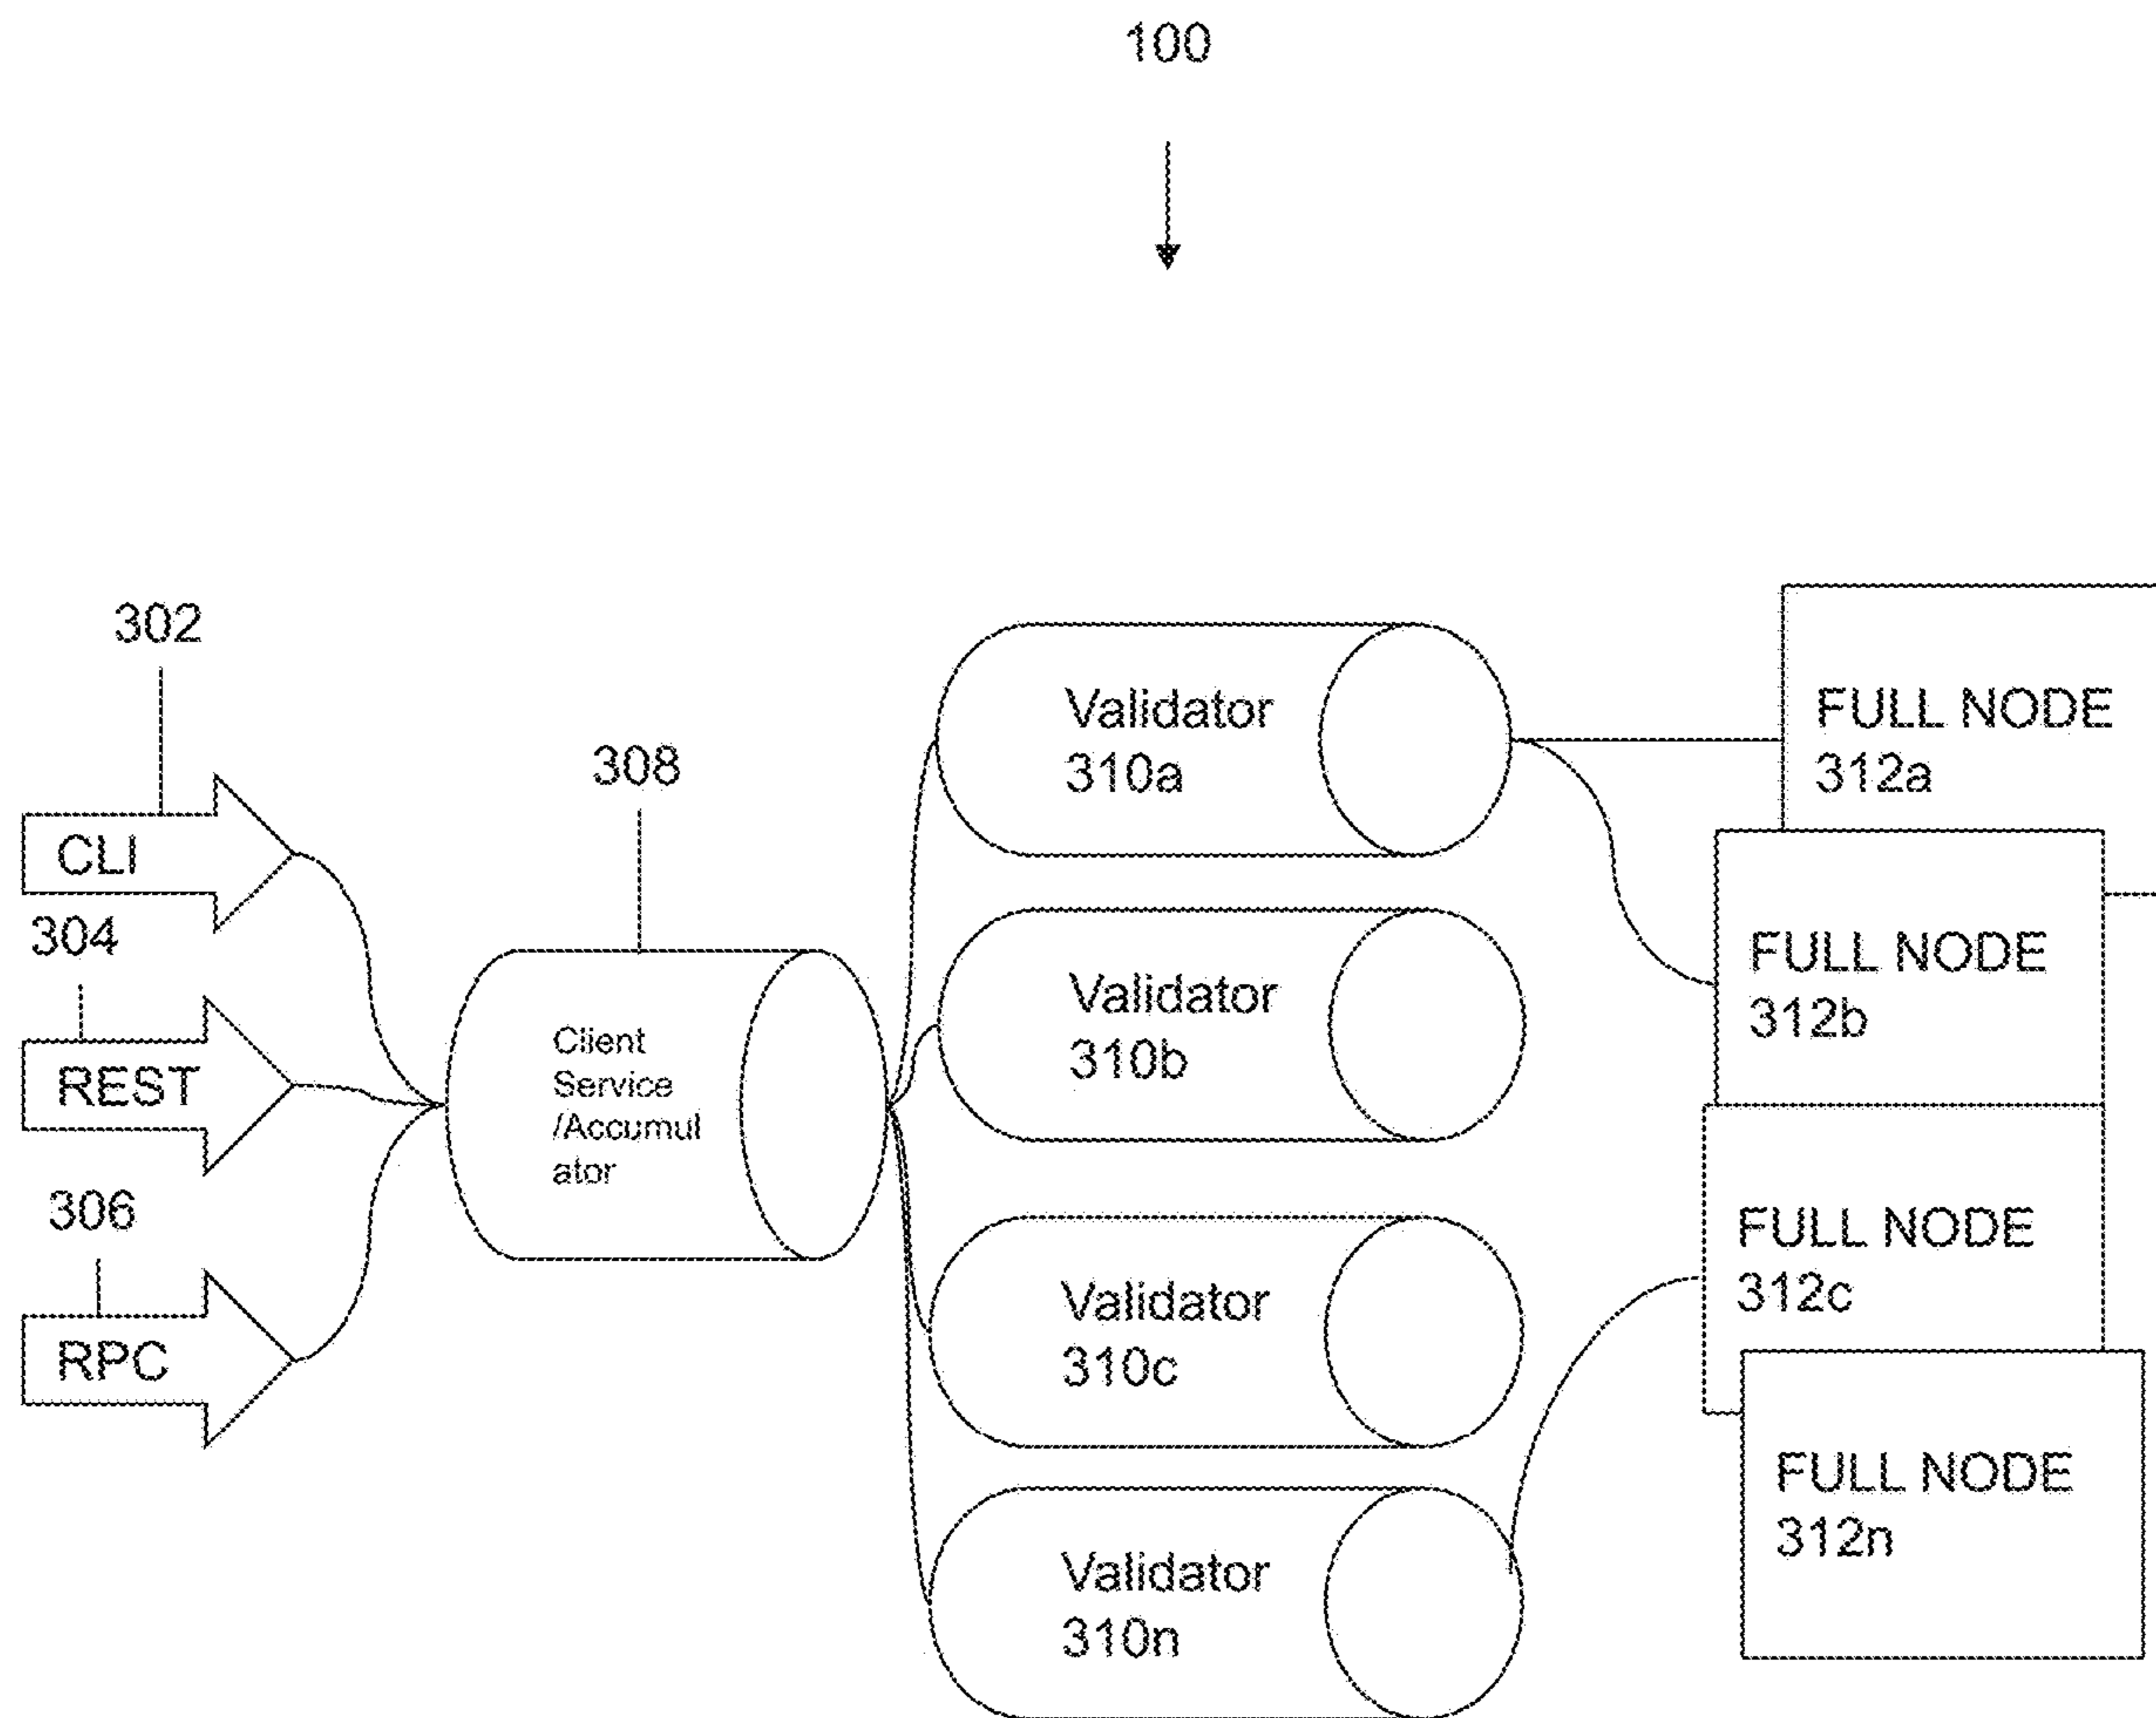 100
302
CLI
304
REST
306
RPC
308
Client
Service
/Accumul
ator
Validator
310a
Validator
310b
Validator
310c
Validator
310n
FULL NODE
312a
FULL NODE
312b
FULL NODE
312c
FULL NODE
312n